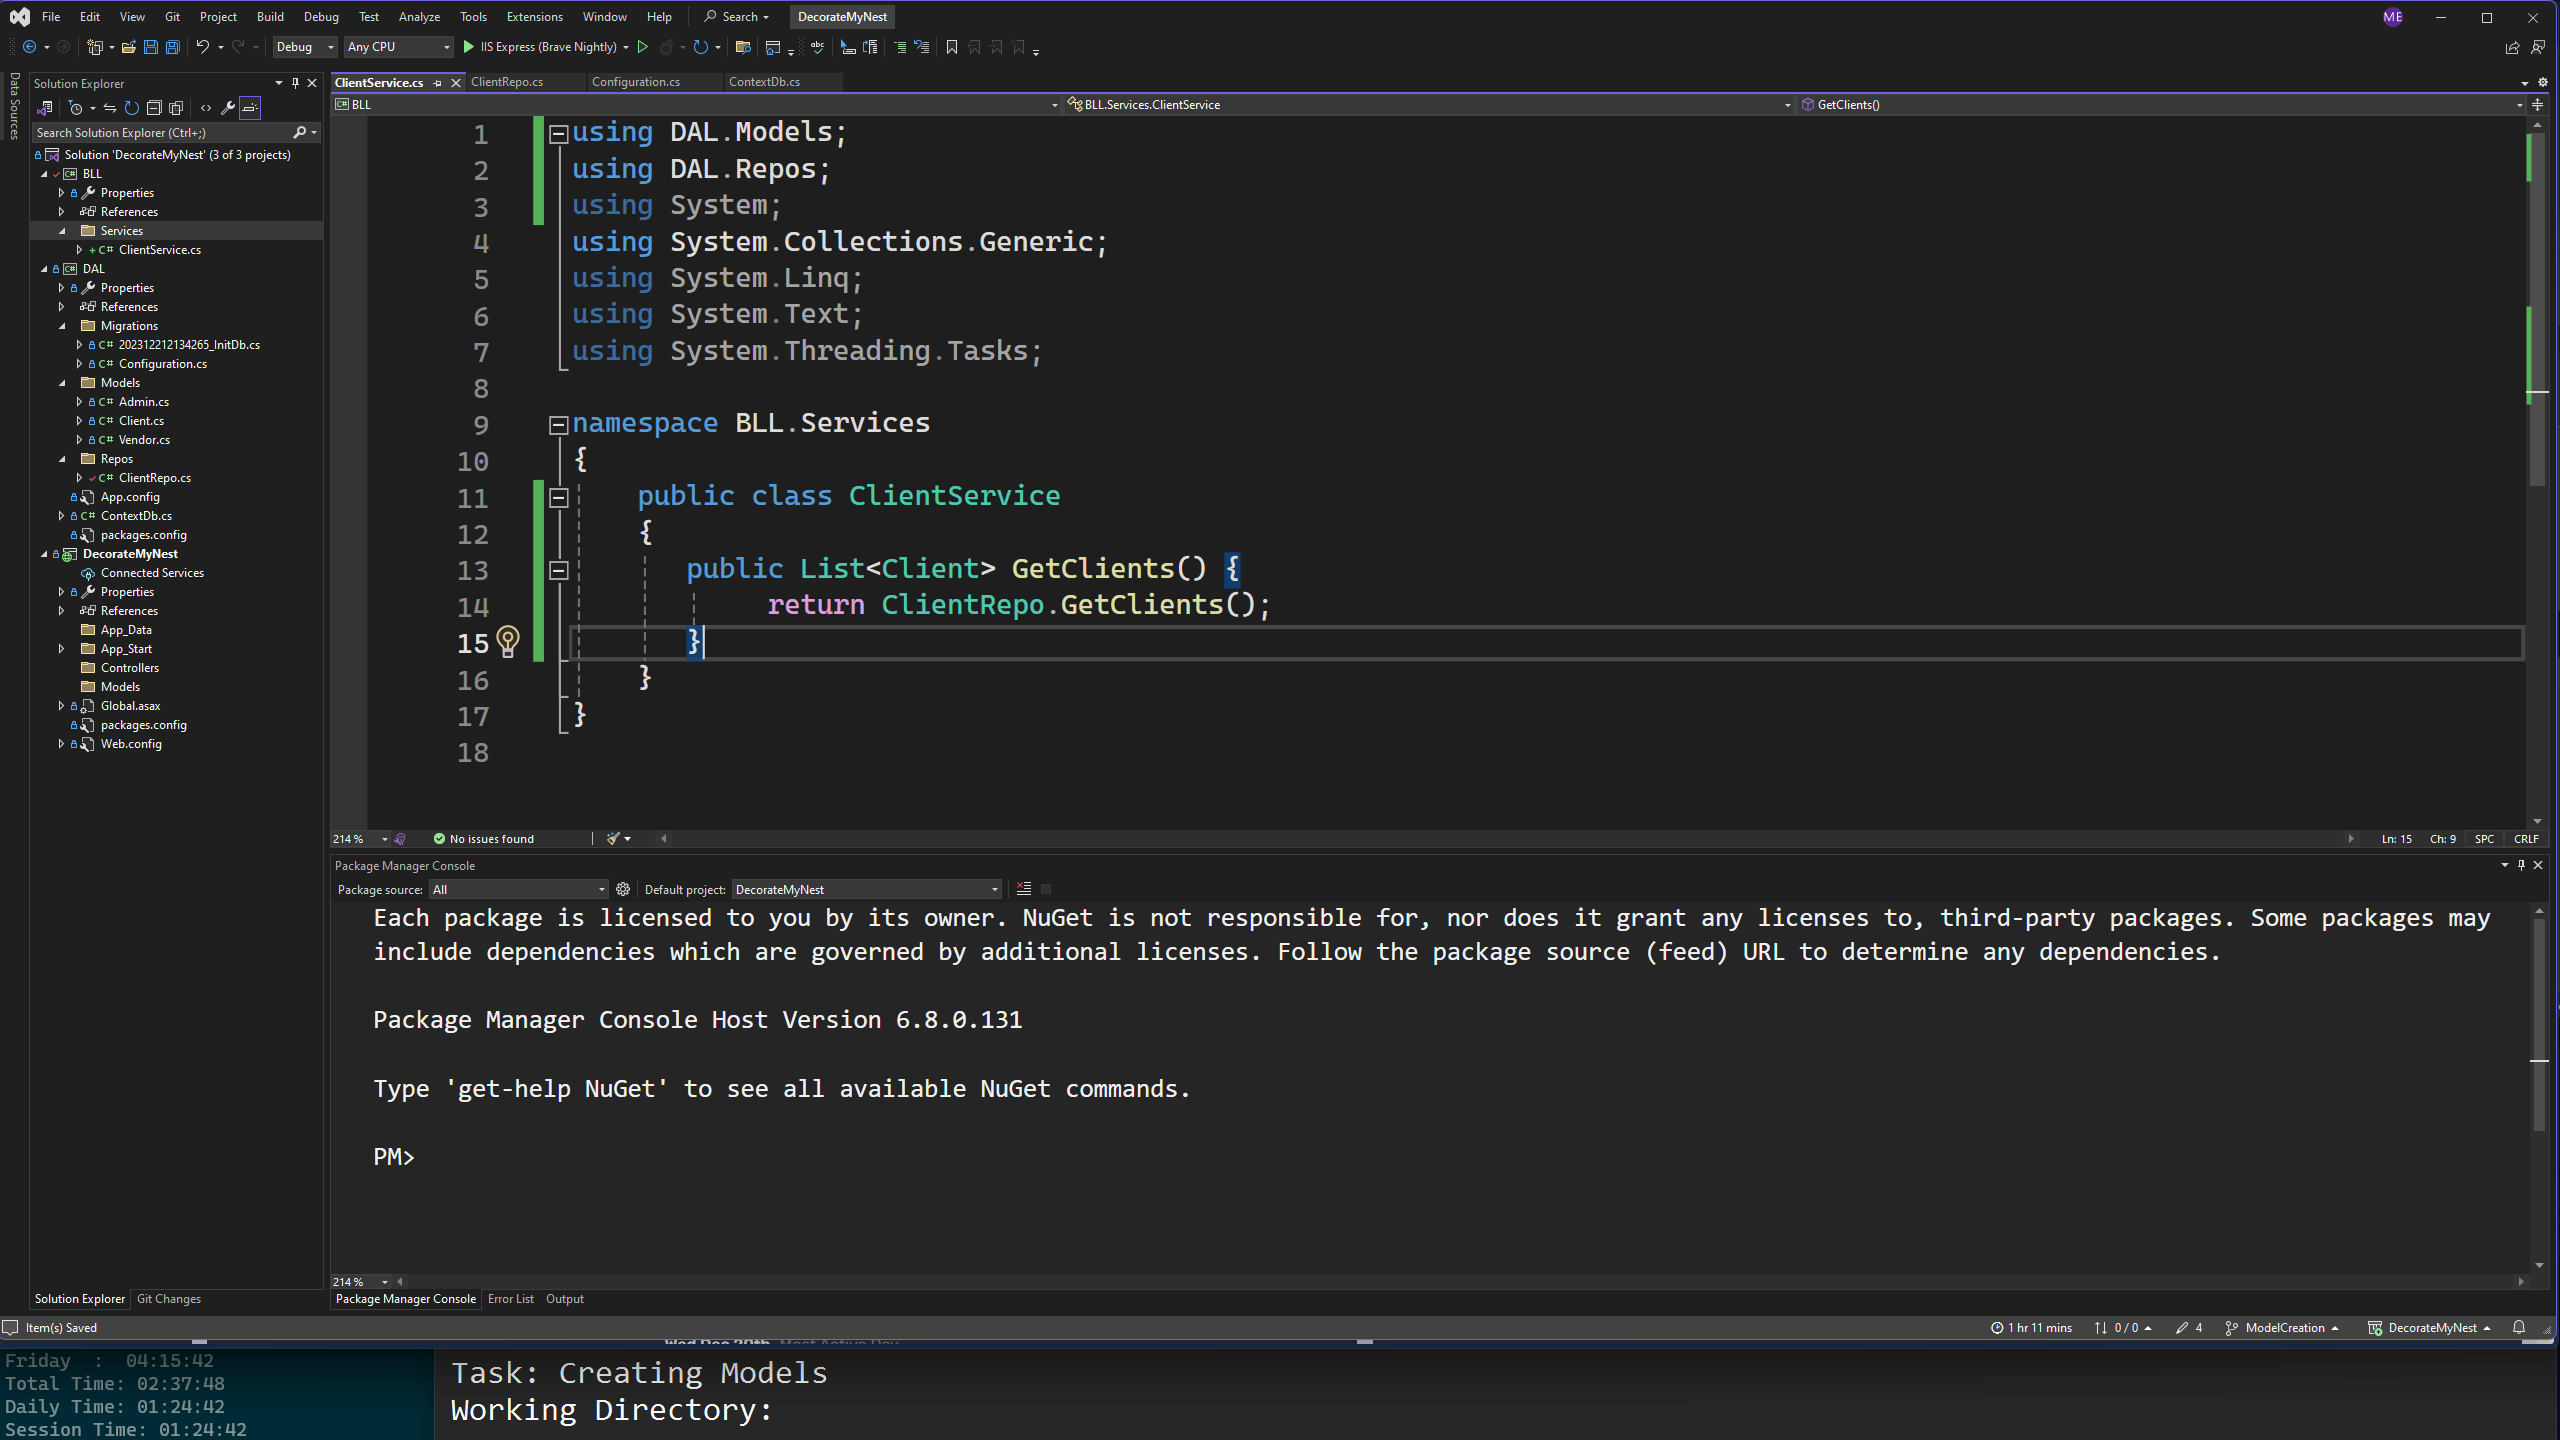 File Edit View Git Project Build Debug Test Analyze Tools Extensions Window Help Search DecorateMyNest ME
Debug Any CPU IIS Express (Brave Nightly)
Data Sources
Solution Explorer
Search Solution Explorer (Ctrl+;)
Solution 'DecorateMyNest' (3 of 3 projects)
BLL
Properties
References
Services
C# ClientService.cs
DAL
Properties
References
Migrations
C# 202312212134265_InitDb.cs
C# Configuration.cs
Models
C# Admin.cs
C# Client.cs
C# Vendor.cs
Repos
C# ClientRepo.cs
App.config
C# ContextDb.cs
packages.config
DecorateMyNest
Connected Services
Properties
References
App_Data
App_Start
Controllers
Models
Global.asax
packages.config
Web.config
Solution Explorer Git Changes
ClientService.cs ClientRepo.cs Configuration.cs ContextDb.cs
BLL BLL.Services.ClientService GetClients()
1 using DAL.Models;
2 using DAL.Repos;
3 using System;
4 using System.Collections.Generic;
5 using System.Linq;
6 using System.Text;
7 using System.Threading.Tasks;
8
9 namespace BLL.Services
10 {
11 public class ClientService
12 {
13 public List<Client> GetClients() {
14 return ClientRepo.GetClients();
15 }
16 }
17 }
18
214 % No issues found Ln: 15 Ch: 9 SPC CRLF
Package Manager Console
Package source: All Default project: DecorateMyNest
Each package is licensed to you by its owner. NuGet is not responsible for, nor does it grant any licenses to, third-party packages. Some packages may
include dependencies which are governed by additional licenses. Follow the package source (feed) URL to determine any dependencies.
Package Manager Console Host Version 6.8.0.131
Type 'get-help NuGet' to see all available NuGet commands.
PM>
214 %
Package Manager Console Error List Output
Item(s) Saved 1 hr 11 mins 0 / 0 4 ModelCreation DecorateMyNest
Friday : 04:15:42
Total Time: 02:37:48
Daily Time: 01:24:42
Session Time: 01:24:42
Task: Creating Models
Working Directory: